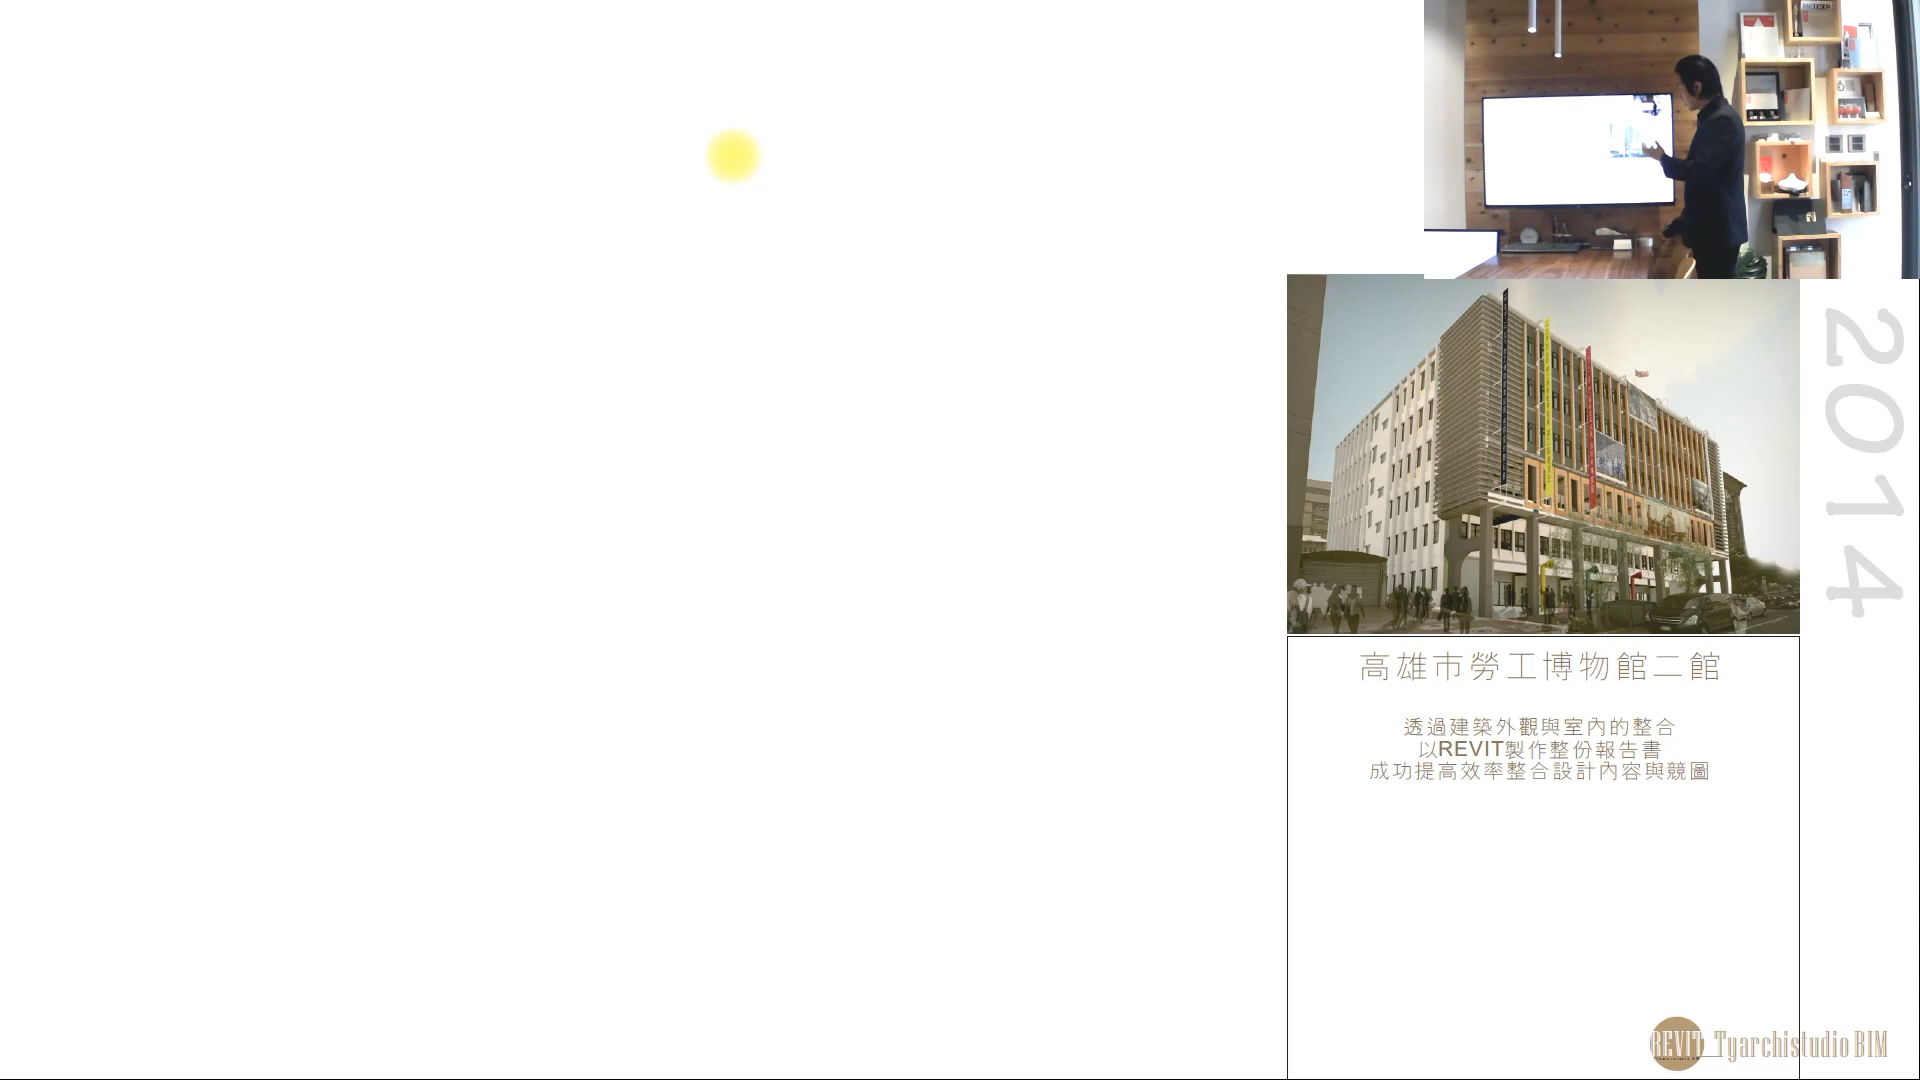 2014
高雄市勞工博物館二館
透過建築外觀與室內的整合
以REVIT製作整份報告書
成功提高效率整合設計內容與競圖
REVIT Tyarchistudio BIM